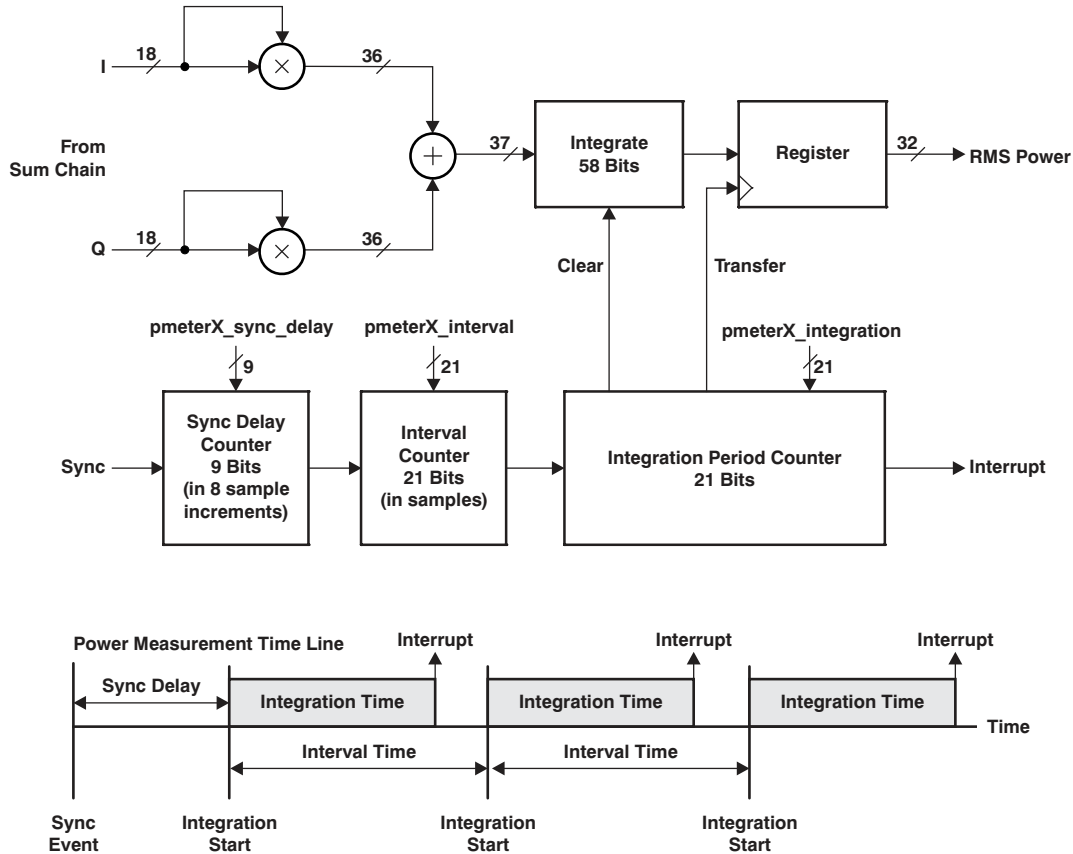 18
36
I
×
37
32
From
Sum Chain
+
Integrate
58 Bits
Register
RMS Power
18
36
Q
×
Clear
Transfer
pmeterX_sync_delay
pmeterX_interval
pmeterX_integration
9
21
21
Sync
Sync Delay
Counter
9 Bits
(in 8 sample
increments)
Interval
Counter
21 Bits
(in samples)
Integration Period Counter
21 Bits
Interrupt
Power Measurement Time Line
Interrupt
Interrupt
Interrupt
Sync Delay
Integration Time
Integration Time
Integration Time
Time
Interval Time
Interval Time
Sync
Event
Integration
Start
Integration
Start
Integration
Start